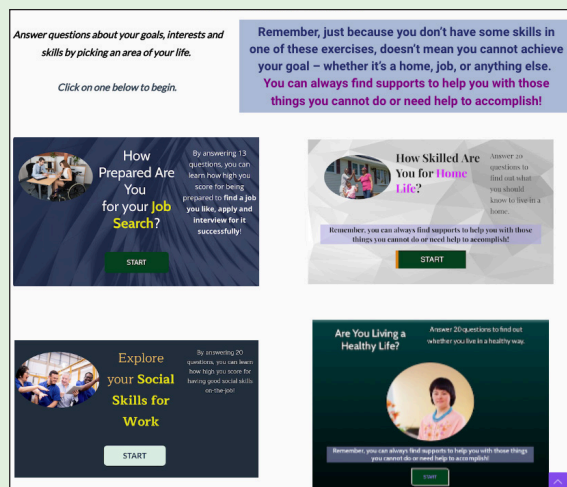 Answer questions about your goals, interests and
skills by picking an area of your life.
Click on one below to begin.
Remember, just because you don't have some skills in
one of these exercises, doesn't mean you cannot achieve
your goal – whether it's a home, job, or anything else.
You can always find supports to help you with those
things you cannot do or need help to accomplish!
How
Prepared Are
You
for your Job
Search?
By answering 13
questions, you can
learn how high you
score for being
prepared to find a job
you like, apply and
interview for it
successfully!
START
How Skilled Are
You for Home
Life?
Answer 20
questions to
find out what
you should
know to live in a
home.
Remember, you can always find supports to help you with those
things you cannot do or need help to accomplish!
START
Explore
your Social
Skills for
Work
By answering 20
questions, you can learn
how high you score for
having good social skills
on-the-job!
START
Are You Living a
Healthy Life?
Answer 20 questions to find out
whether you live in a healthy way.
Remember, you can always find supports to help you with those things
you cannot do or need help to accomplish!
START